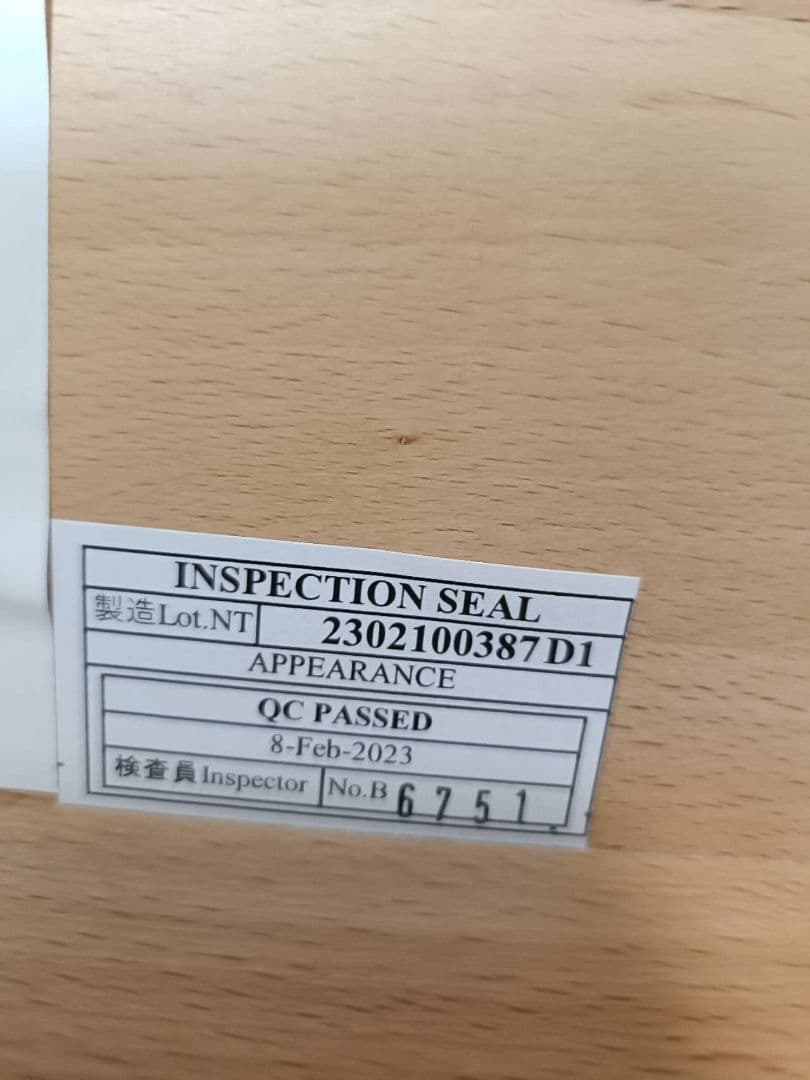 INSPECTION SEAL
製造Lot.NT 2302100387D1
APPEARANCE
QC PASSED
8-Feb-2023
検査員Inspector No.B 6751